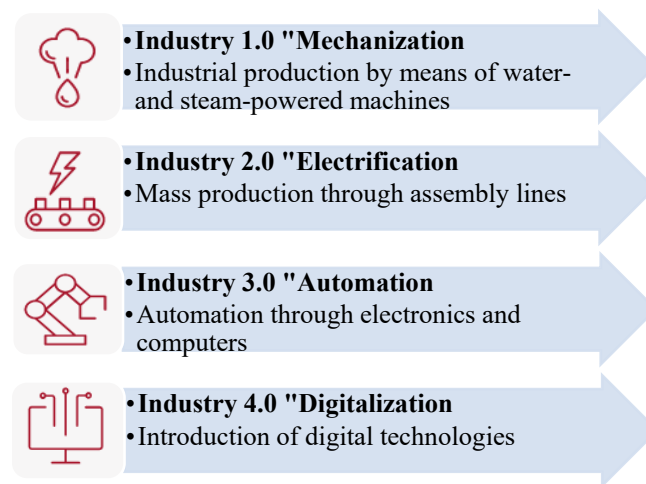 •Industry 1.0 "Mechanization
•Industrial production by means of water-
and steam-powered machines
•Industry 2.0 "Electrification
•Mass production through assembly lines
•Industry 3.0 "Automation
•Automation through electronics and
computers
•Industry 4.0 "Digitalization
•Introduction of digital technologies